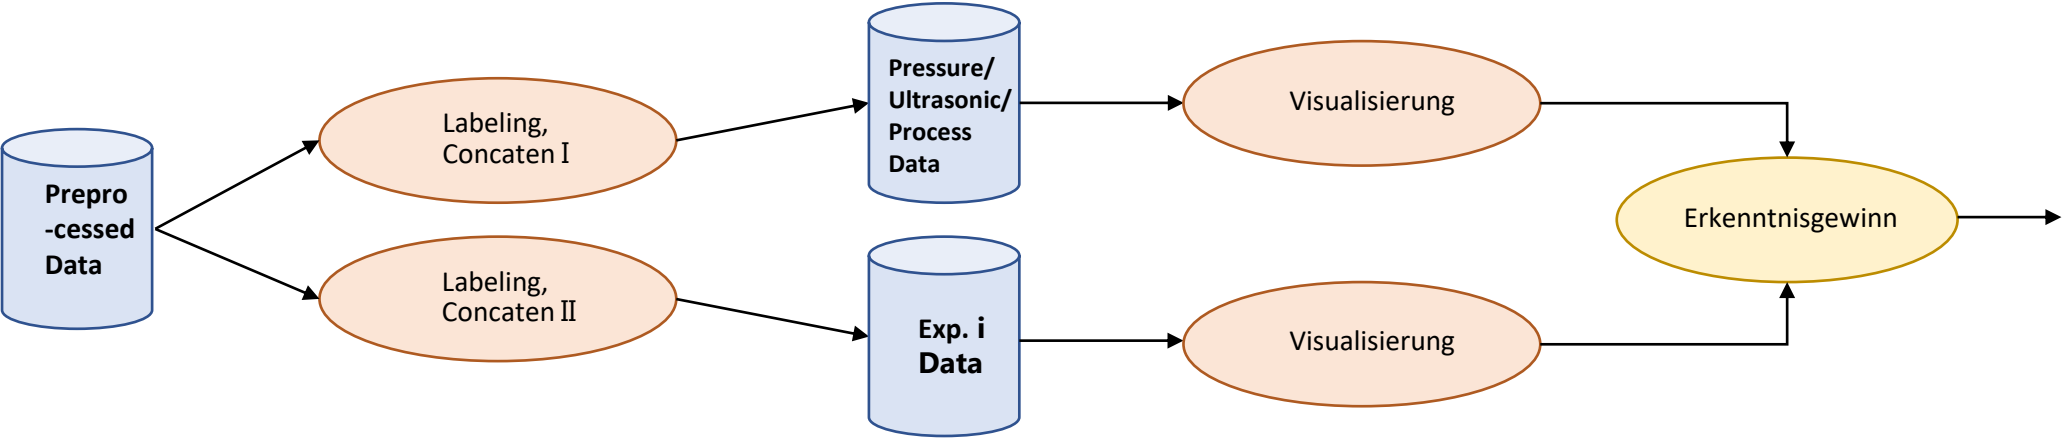 Prepro
-cessed
Data
Labeling,
Concaten I
Labeling,
Concaten II
Pressure/
Ultrasonic/
Process
Data
Exp. i
Data
Visualisierung
Visualisierung
Erkenntnisgewinn